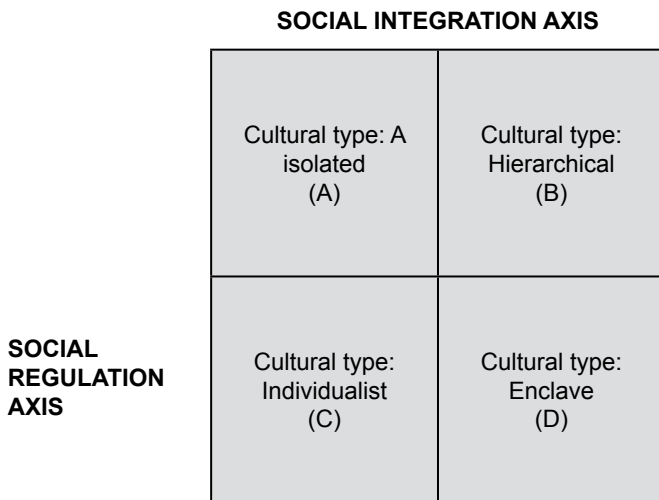 SOCIAL INTEGRATION AXIS
Cultural type: A
isolated
(A)
Cultural type:
Hierarchical
(B)
SOCIAL
REGULATION
AXIS
Cultural type:
Individualist
(C)
Cultural type:
Enclave
(D)